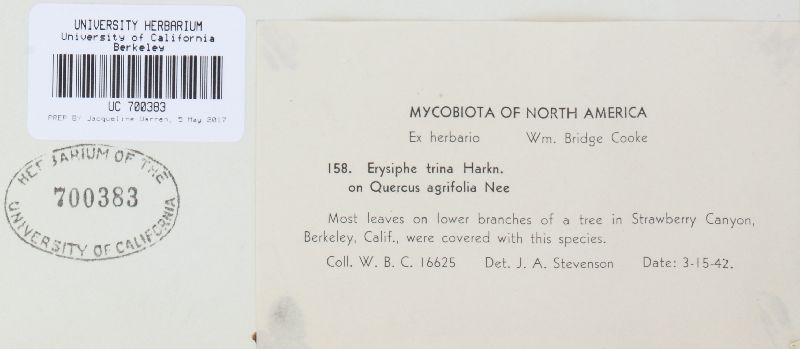 UNIVERSITY HERBARIUM
University of California
Berkeley
UC 700383
PREP BY Jacqueline Warren, 5 May 2017
HERBARIUM OF THE
700383
UNIVERSITY OF CALIFORNIA
MYCOBIOTA OF NORTH AMERICA
Ex herbario Wm. Bridge Cooke
158. Erysiphe trina Harkn.
on Quercus agrifolia Nee
Most leaves on lower branches of a tree in Strawberry Canyon,
Berkeley, Calif., were covered with this species.
Coll. W. B. C. 16625 Det. J. A. Stevenson Date: 3-15-42.